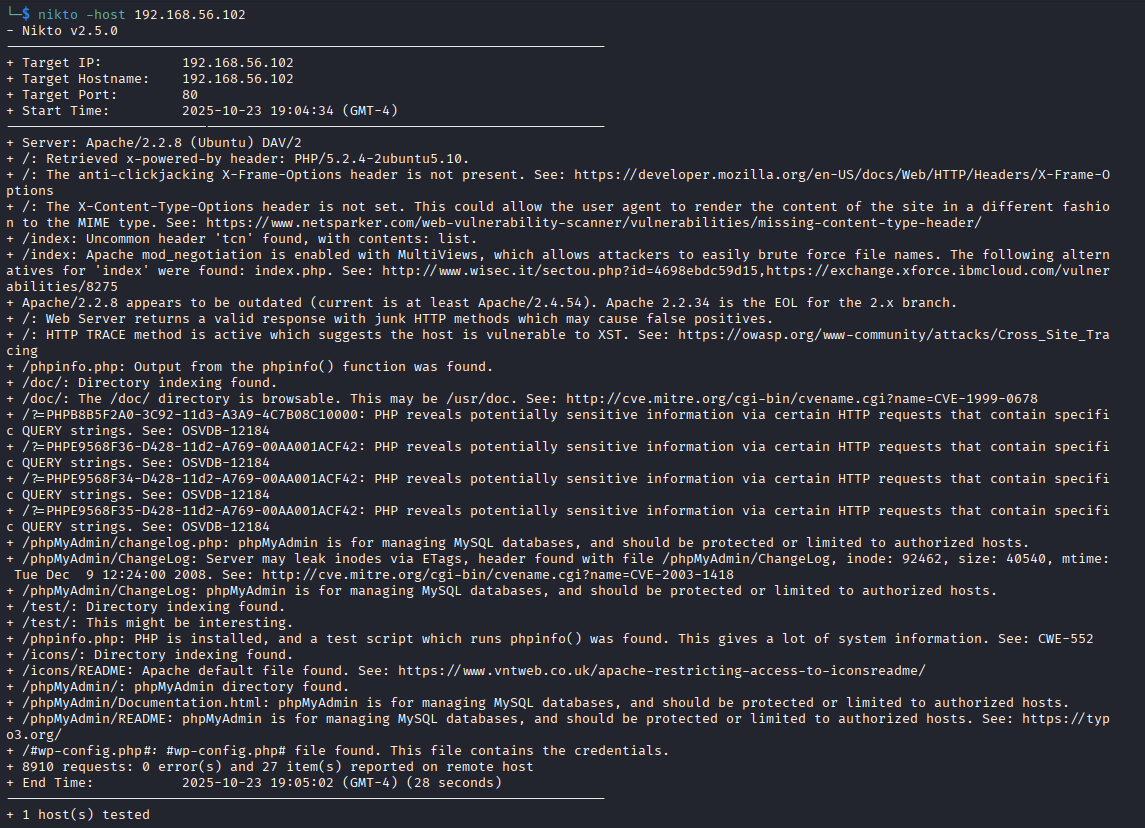 └─$ nikto -host 192.168.56.102
- Nikto v2.5.0
---------------------------------------------------------------------------
+ Target IP:          192.168.56.102
+ Target Hostname:    192.168.56.102
+ Target Port:        80
+ Start Time:         2025-10-23 19:04:34 (GMT-4)
---------------------------------------------------------------------------
+ Server: Apache/2.2.8 (Ubuntu) DAV/2
+ /: Retrieved x-powered-by header: PHP/5.2.4-2ubuntu5.10.
+ /: The anti-clickjacking X-Frame-Options header is not present. See: https://developer.mozilla.org/en-US/docs/Web/HTTP/Headers/X-Frame-O
ptions
+ /: The X-Content-Type-Options header is not set. This could allow the user agent to render the content of the site in a different fashio
n to the MIME type. See: https://www.netsparker.com/web-vulnerability-scanner/vulnerabilities/missing-content-type-header/
+ /index: Uncommon header 'tcn' found, with contents: list.
+ /index: Apache mod_negotiation is enabled with MultiViews, which allows attackers to easily brute force file names. The following altern
atives for 'index' were found: index.php. See: http://www.wisec.it/sectou.php?id=4698ebdc59d15,https://exchange.xforce.ibmcloud.com/vulner
abilities/8275
+ Apache/2.2.8 appears to be outdated (current is at least Apache/2.4.54). Apache 2.2.34 is the EOL for the 2.x branch.
+ /: Web Server returns a valid response with junk HTTP methods which may cause false positives.
+ /: HTTP TRACE method is active which suggests the host is vulnerable to XST. See: https://owasp.org/www-community/attacks/Cross_Site_Tra
cing
+ /phpinfo.php: Output from the phpinfo() function was found.
+ /doc/: Directory indexing found.
+ /doc/: The /doc/ directory is browsable. This may be /usr/doc. See: http://cve.mitre.org/cgi-bin/cvename.cgi?name=CVE-1999-0678
+ /?=PHPB8B5F2A0-3C92-11d3-A3A9-4C7B08C10000: PHP reveals potentially sensitive information via certain HTTP requests that contain specifi
c QUERY strings. See: OSVDB-12184
+ /?=PHPE9568F36-D428-11d2-A769-00AA001ACF42: PHP reveals potentially sensitive information via certain HTTP requests that contain specifi
c QUERY strings. See: OSVDB-12184
+ /?=PHPE9568F34-D428-11d2-A769-00AA001ACF42: PHP reveals potentially sensitive information via certain HTTP requests that contain specifi
c QUERY strings. See: OSVDB-12184
+ /?=PHPE9568F35-D428-11d2-A769-00AA001ACF42: PHP reveals potentially sensitive information via certain HTTP requests that contain specifi
c QUERY strings. See: OSVDB-12184
+ /phpMyAdmin/changelog.php: phpMyAdmin is for managing MySQL databases, and should be protected or limited to authorized hosts.
+ /phpMyAdmin/ChangeLog: Server may leak inodes via ETags, header found with file /phpMyAdmin/ChangeLog, inode: 92462, size: 40540, mtime:
 Tue Dec  9 12:24:00 2008. See: http://cve.mitre.org/cgi-bin/cvename.cgi?name=CVE-2003-1418
+ /phpMyAdmin/ChangeLog: phpMyAdmin is for managing MySQL databases, and should be protected or limited to authorized hosts.
+ /test/: Directory indexing found.
+ /test/: This might be interesting.
+ /phpinfo.php: PHP is installed, and a test script which runs phpinfo() was found. This gives a lot of system information. See: CWE-552
+ /icons/: Directory indexing found.
+ /icons/README: Apache default file found. See: https://www.vntweb.co.uk/apache-restricting-access-to-iconsreadme/
+ /phpMyAdmin/: phpMyAdmin directory found.
+ /phpMyAdmin/Documentation.html: phpMyAdmin is for managing MySQL databases, and should be protected or limited to authorized hosts.
+ /phpMyAdmin/README: phpMyAdmin is for managing MySQL databases, and should be protected or limited to authorized hosts. See: https://typ
o3.org/
+ /#wp-config.php#: #wp-config.php# file found. This file contains the credentials.
+ 8910 requests: 0 error(s) and 27 item(s) reported on remote host
+ End Time:           2025-10-23 19:05:02 (GMT-4) (28 seconds)
---------------------------------------------------------------------------
+ 1 host(s) tested